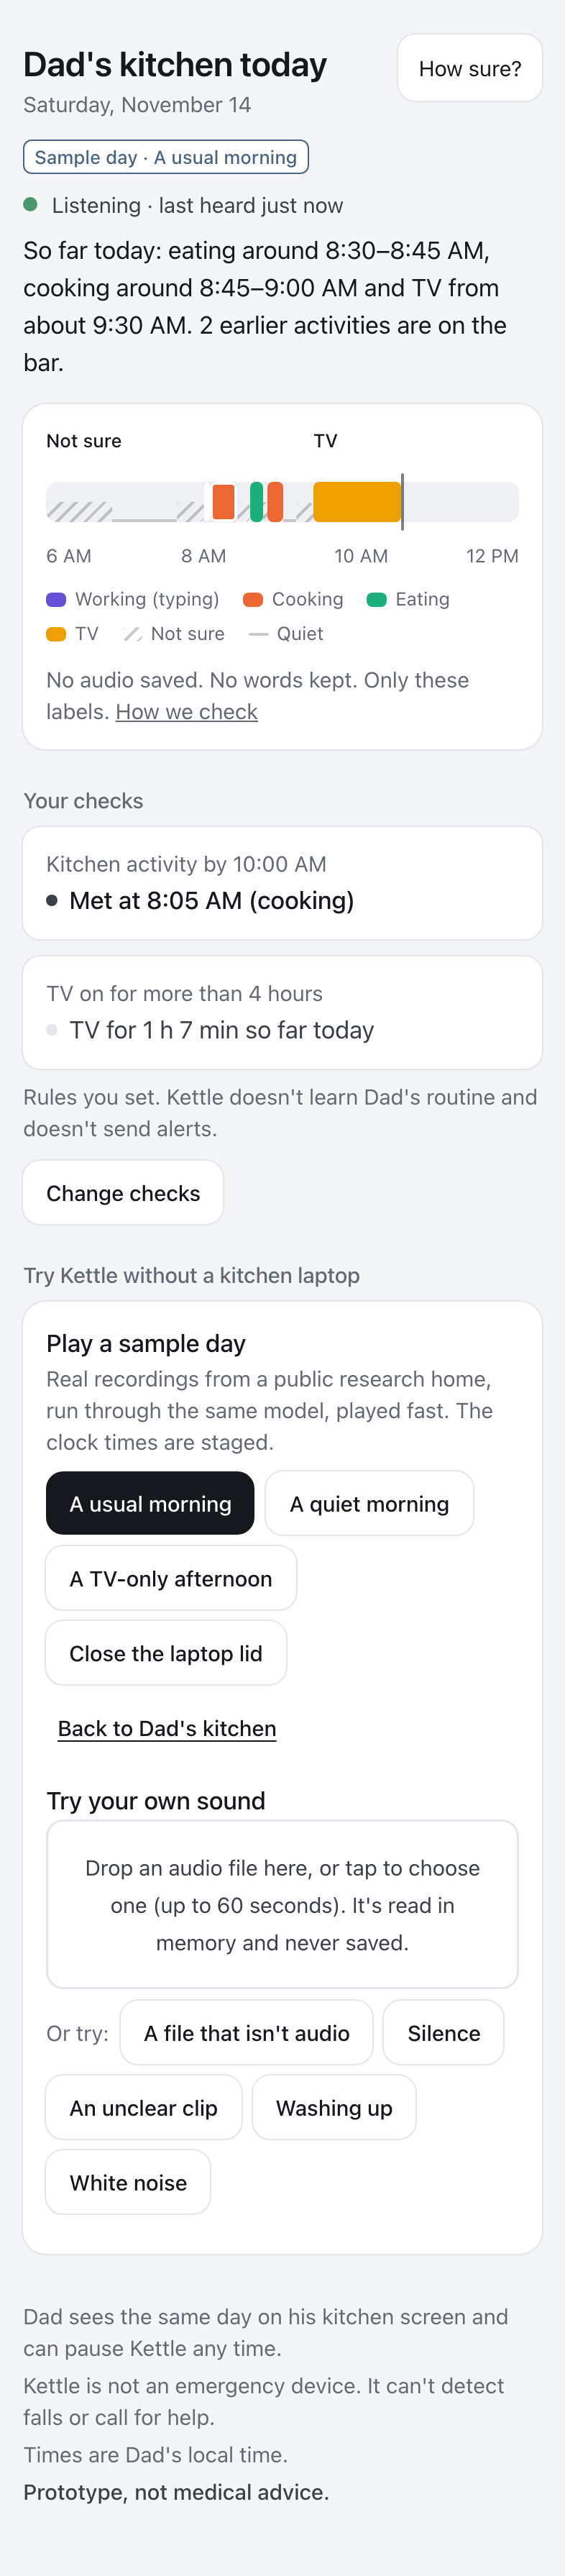 Dad's kitchen today
How sure?
Saturday, November 14
Sample day · A usual morning
Listening · last heard just now
So far today: eating around 8:30–8:45 AM,
cooking around 8:45–9:00 AM and TV from
about 9:30 AM. 2 earlier activities are on the
bar.
Not sure
TV
6 AM
8 AM
10 AM
12 PM
Working (typing)
Cooking
Eating
TV
Not sure
Quiet
No audio saved. No words kept. Only these
labels. How we check
Your checks
Kitchen activity by 10:00 AM
Met at 8:05 AM (cooking)
TV on for more than 4 hours
TV for 1 h 7 min so far today
Rules you set. Kettle doesn't learn Dad's routine and
doesn't send alerts.
Change checks
Try Kettle without a kitchen laptop
Play a sample day
Real recordings from a public research home,
run through the same model, played fast. The
clock times are staged.
A usual morning
A quiet morning
A TV-only afternoon
Close the laptop lid
Back to Dad's kitchen
Try your own sound
Drop an audio file here, or tap to choose
one (up to 60 seconds). It's read in
memory and never saved.
Or try:
A file that isn't audio
Silence
An unclear clip
Washing up
White noise
Dad sees the same day on his kitchen screen and
can pause Kettle any time.
Kettle is not an emergency device. It can't detect
falls or call for help.
Times are Dad's local time.
Prototype, not medical advice.